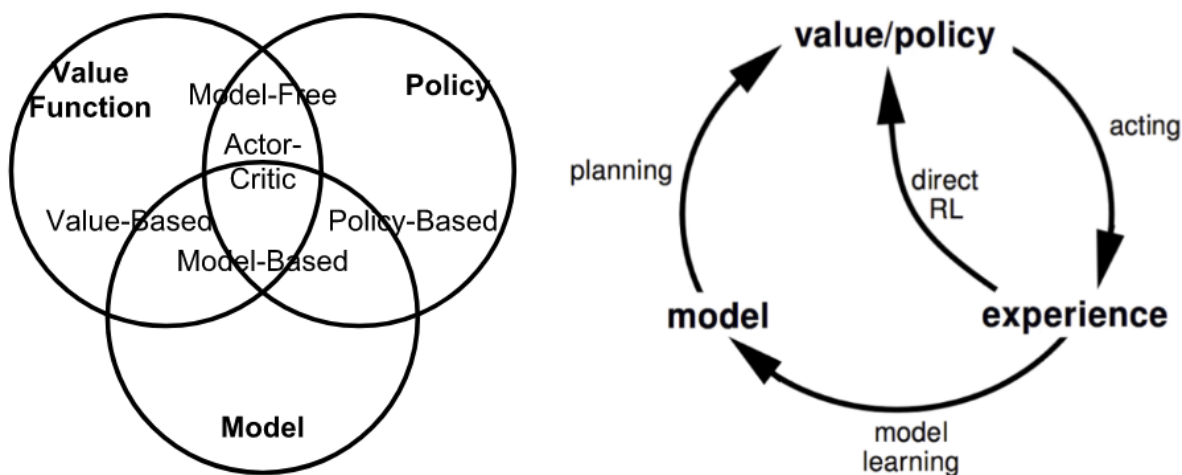 Value
Function
Policy
Model-Free
Actor-
Critic
Value-Based
Policy-Based
Model-Based
Model
value/policy
acting
planning
direct
RL
model
experience
model
learning